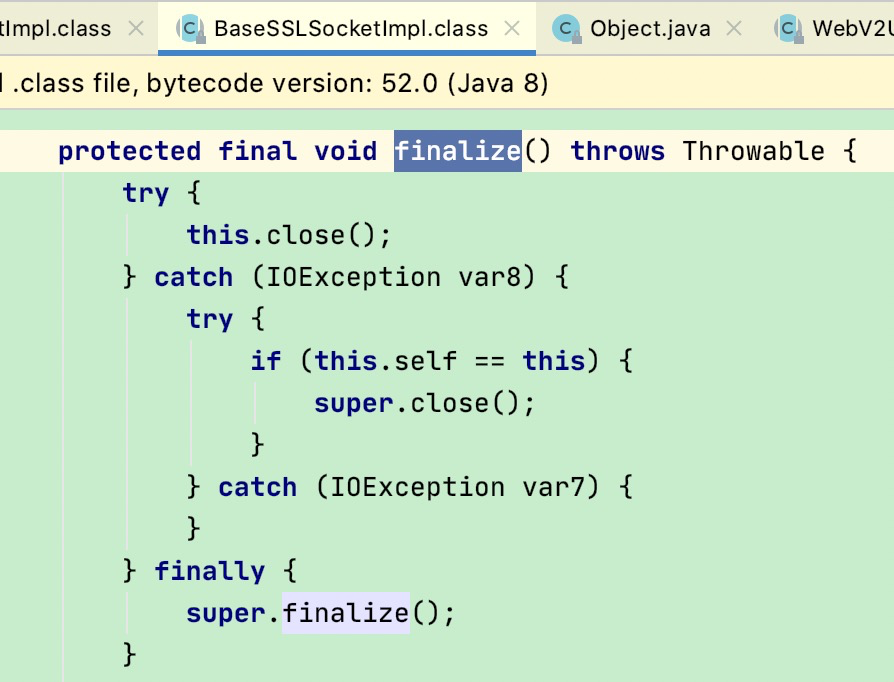 tImpl.class BaseSSLSocketImpl.class Object.java WebV2U
.class file, bytecode version: 52.0 (Java 8)
protected final void finalize() throws Throwable {
try {
this.close();
} catch (IOException var8) {
try {
if (this.self == this) {
super.close();
}
} catch (IOException var7) {
}
} finally {
super.finalize();
}